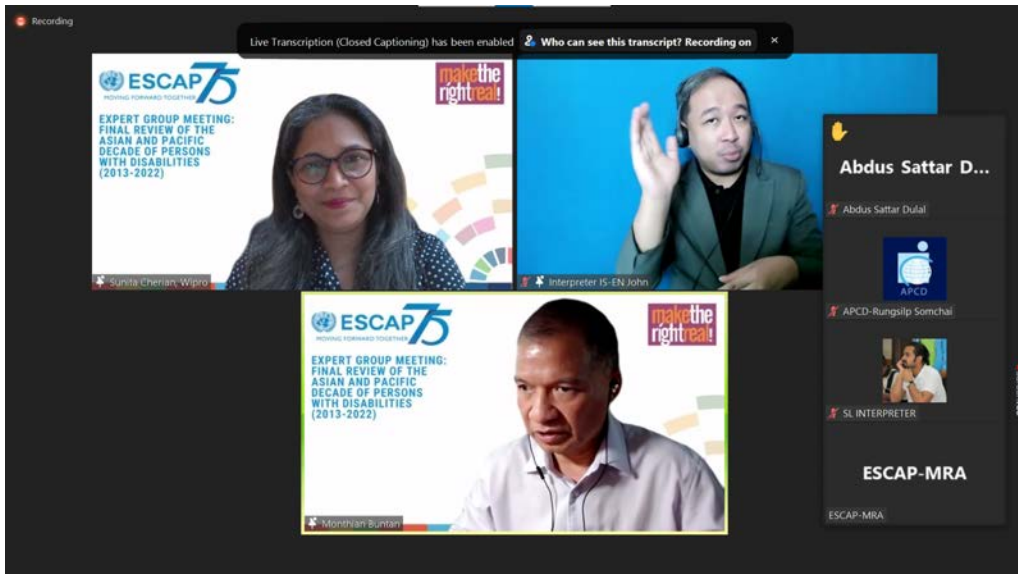 Recording
Live Transcription (Closed Captioning) has been enabled Who can see this transcript? Recording on
ESCAP 75
MOVING FORWARD TOGETHER
make the
right real!
EXPERT GROUP MEETING:
FINAL REVIEW OF THE
ASIAN AND PACIFIC
DECADE OF PERSONS
WITH DISABILITIES
(2013-2022)
Sunita Cherian, Wipro
Interpreter IS-EN John
Abdus Sattar D...
Abdus Sattar Dulal
APCD
APCD-Rungsilp Somchai
SL INTERPRETER
ESCAP-MRA
ESCAP-MRA
ESCAP 75
MOVING FORWARD TOGETHER
make the
right real!
EXPERT GROUP MEETING:
FINAL REVIEW OF THE
ASIAN AND PACIFIC
DECADE OF PERSONS
WITH DISABILITIES
(2013-2022)
Monthian Buntan